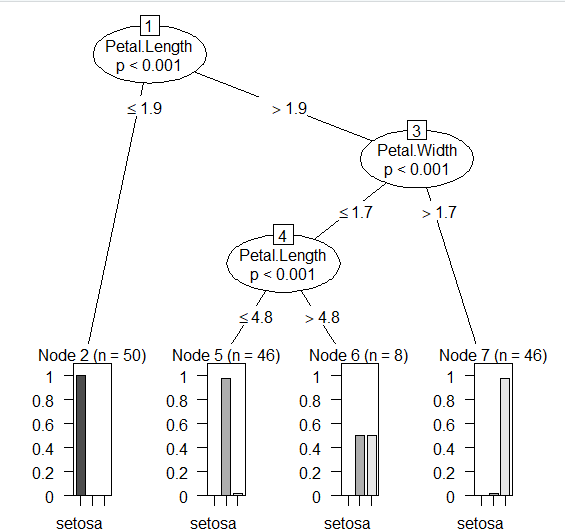 1
Petal.Length
p < 0.001
≤ 1.9
> 1.9
3
Petal.Width
p < 0.001
≤ 1.7
> 1.7
4
Petal.Length
p < 0.001
≤ 4.8
> 4.8
Node 2 (n = 50)
1
0.8
0.6
0.4
0.2
0
setosa
Node 5 (n = 46)
1
0.8
0.6
0.4
0.2
0
setosa
Node 6 (n = 8)
1
0.8
0.6
0.4
0.2
0
setosa
Node 7 (n = 46)
1
0.8
0.6
0.4
0.2
0
setosa